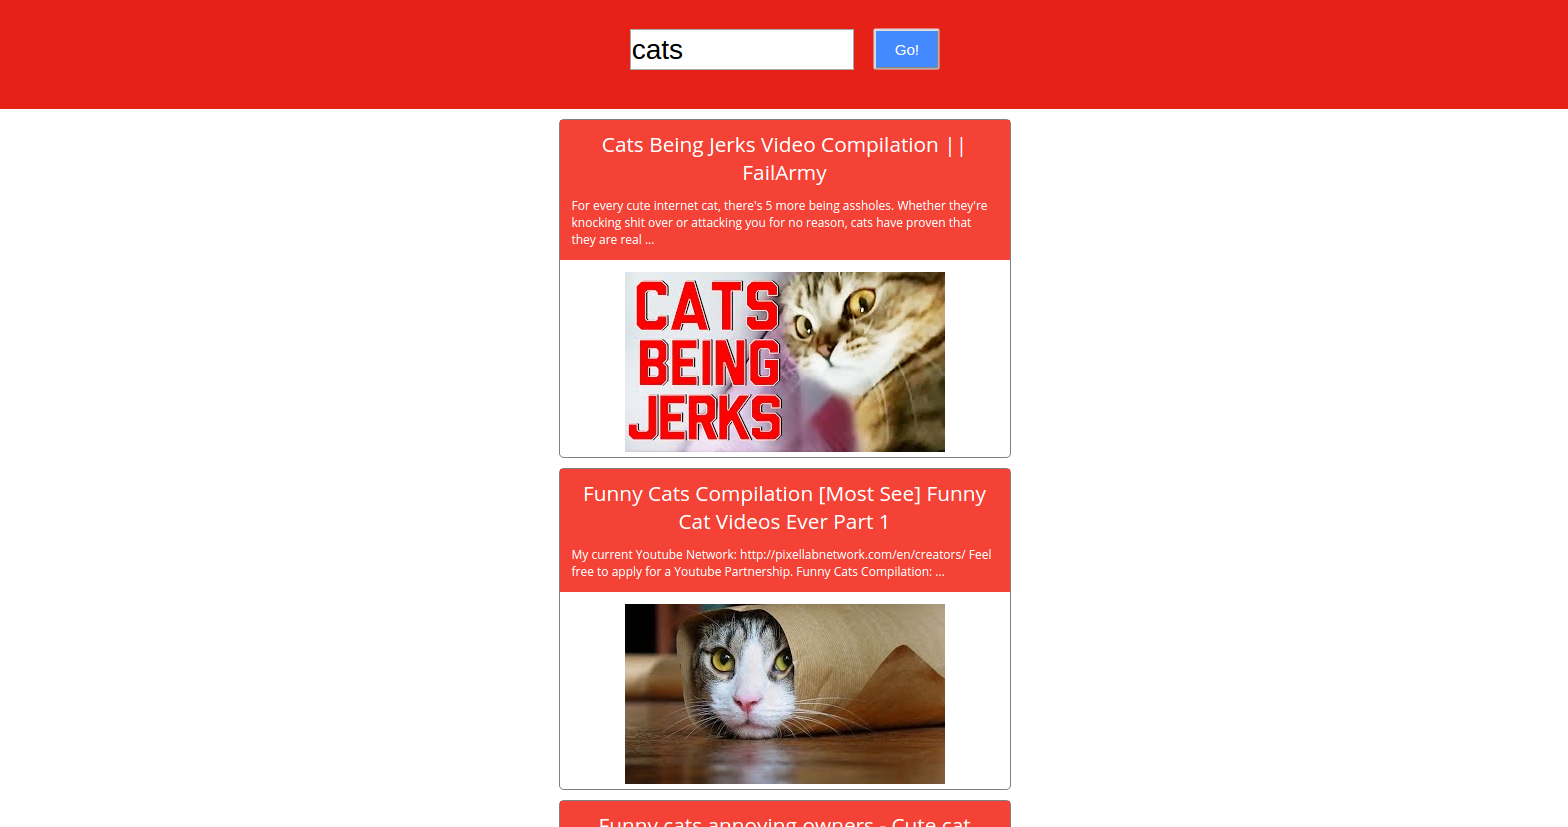 cats
Go!
Cats Being Jerks Video Compilation ||
FailArmy
For every cute internet cat, there's 5 more being assholes. Whether they're
knocking shit over or attacking you for no reason, cats have proven that
they are real ...
CATS
BEING
JERKS
Funny Cats Compilation [Most See] Funny
Cat Videos Ever Part 1
My current Youtube Network: http://pixellabnetwork.com/en/creators/ Feel
free to apply for a Youtube Partnership. Funny Cats Compilation: ...
Funny cats annoying owners - Cute cat